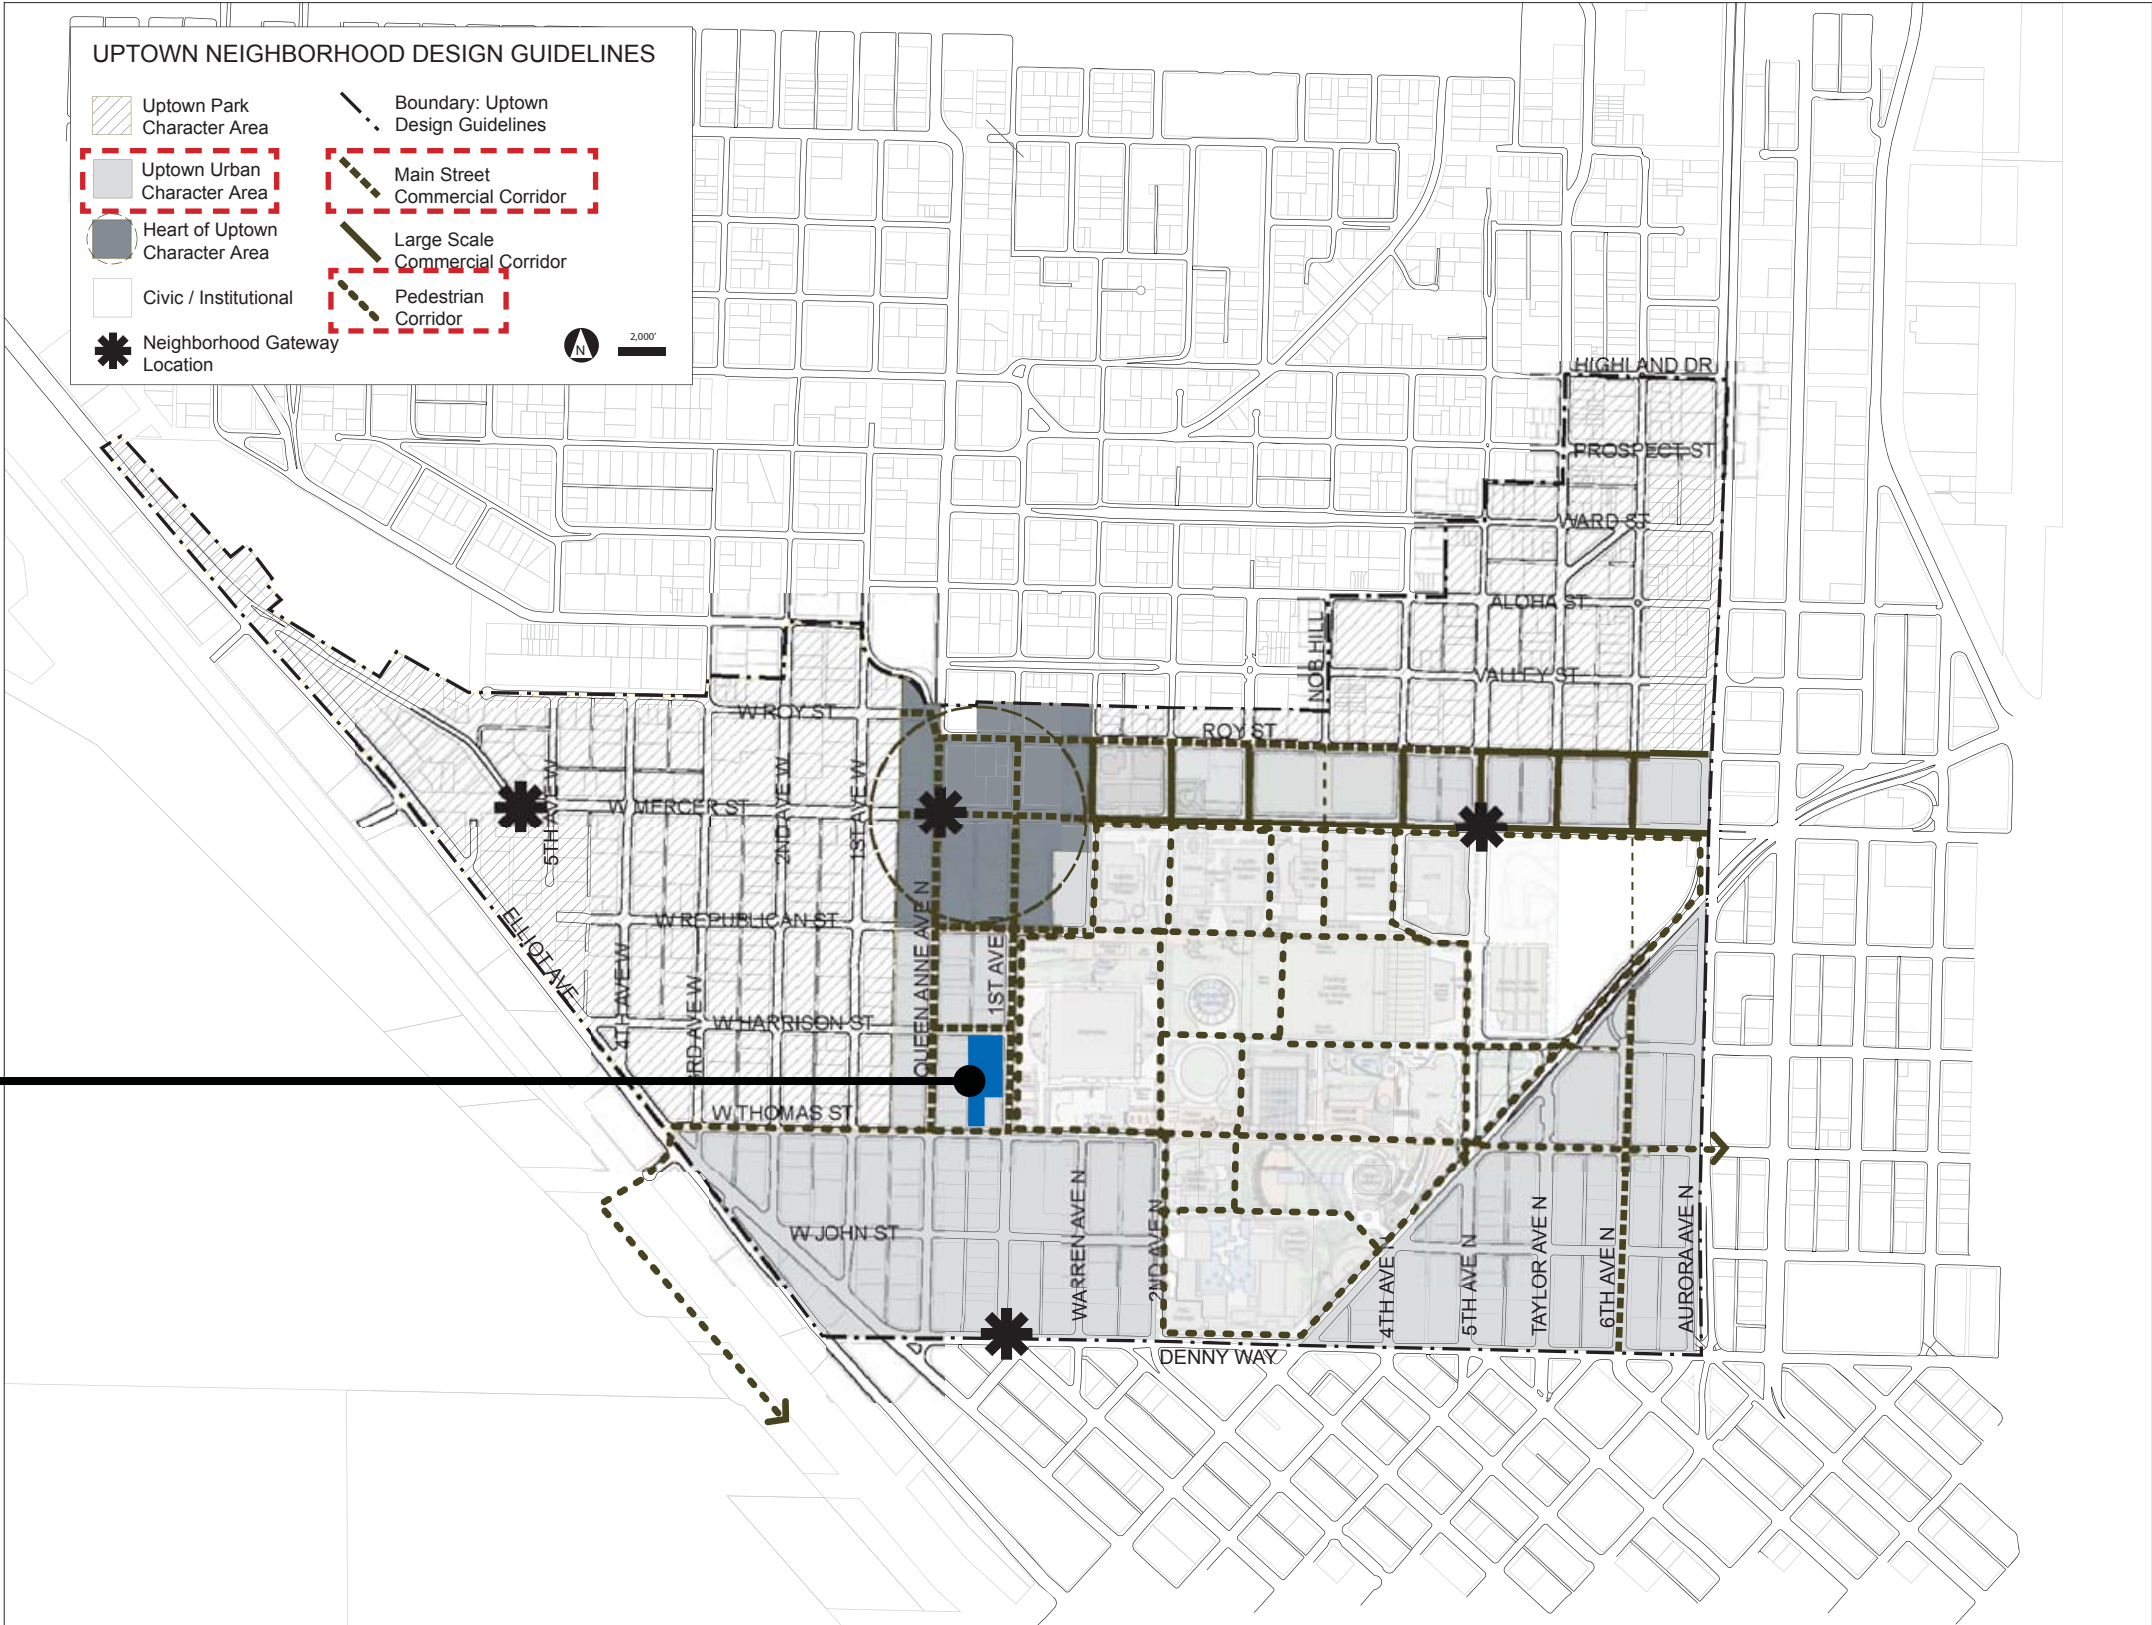 UPTOWN NEIGHBORHOOD DESIGN GUIDELINES
Uptown Park
Character Area
Uptown Urban
Character Area
Heart of Uptown
Character Area
Civic / Institutional
Neighborhood Gateway
Location
Boundary: Uptown
Design Guidelines
Main Street
Commercial Corridor
Large Scale
Commercial Corridor
Pedestrian
Corridor
N
2,000'
HIGHLAND DR
PROSPECT ST
WARD ST
ALOHA ST
NOB HILL
VALLEY ST
W ROY ST
ROY ST
5TH AVE W
W MERCER ST
2ND AVE W
1ST AVE W
W REPUBLICAN ST
QUEEN ANNE AVE N
1ST AVE N
ELLIOT AVE
4TH AVE W
3RD AVE W
W HARRISON ST
W THOMAS ST
W JOHN ST
WARREN AVE N
2ND AVE N
4TH AVE N
5TH AVE N
TAYLOR AVE N
6TH AVE N
AURORA AVE N
DENNY WAY